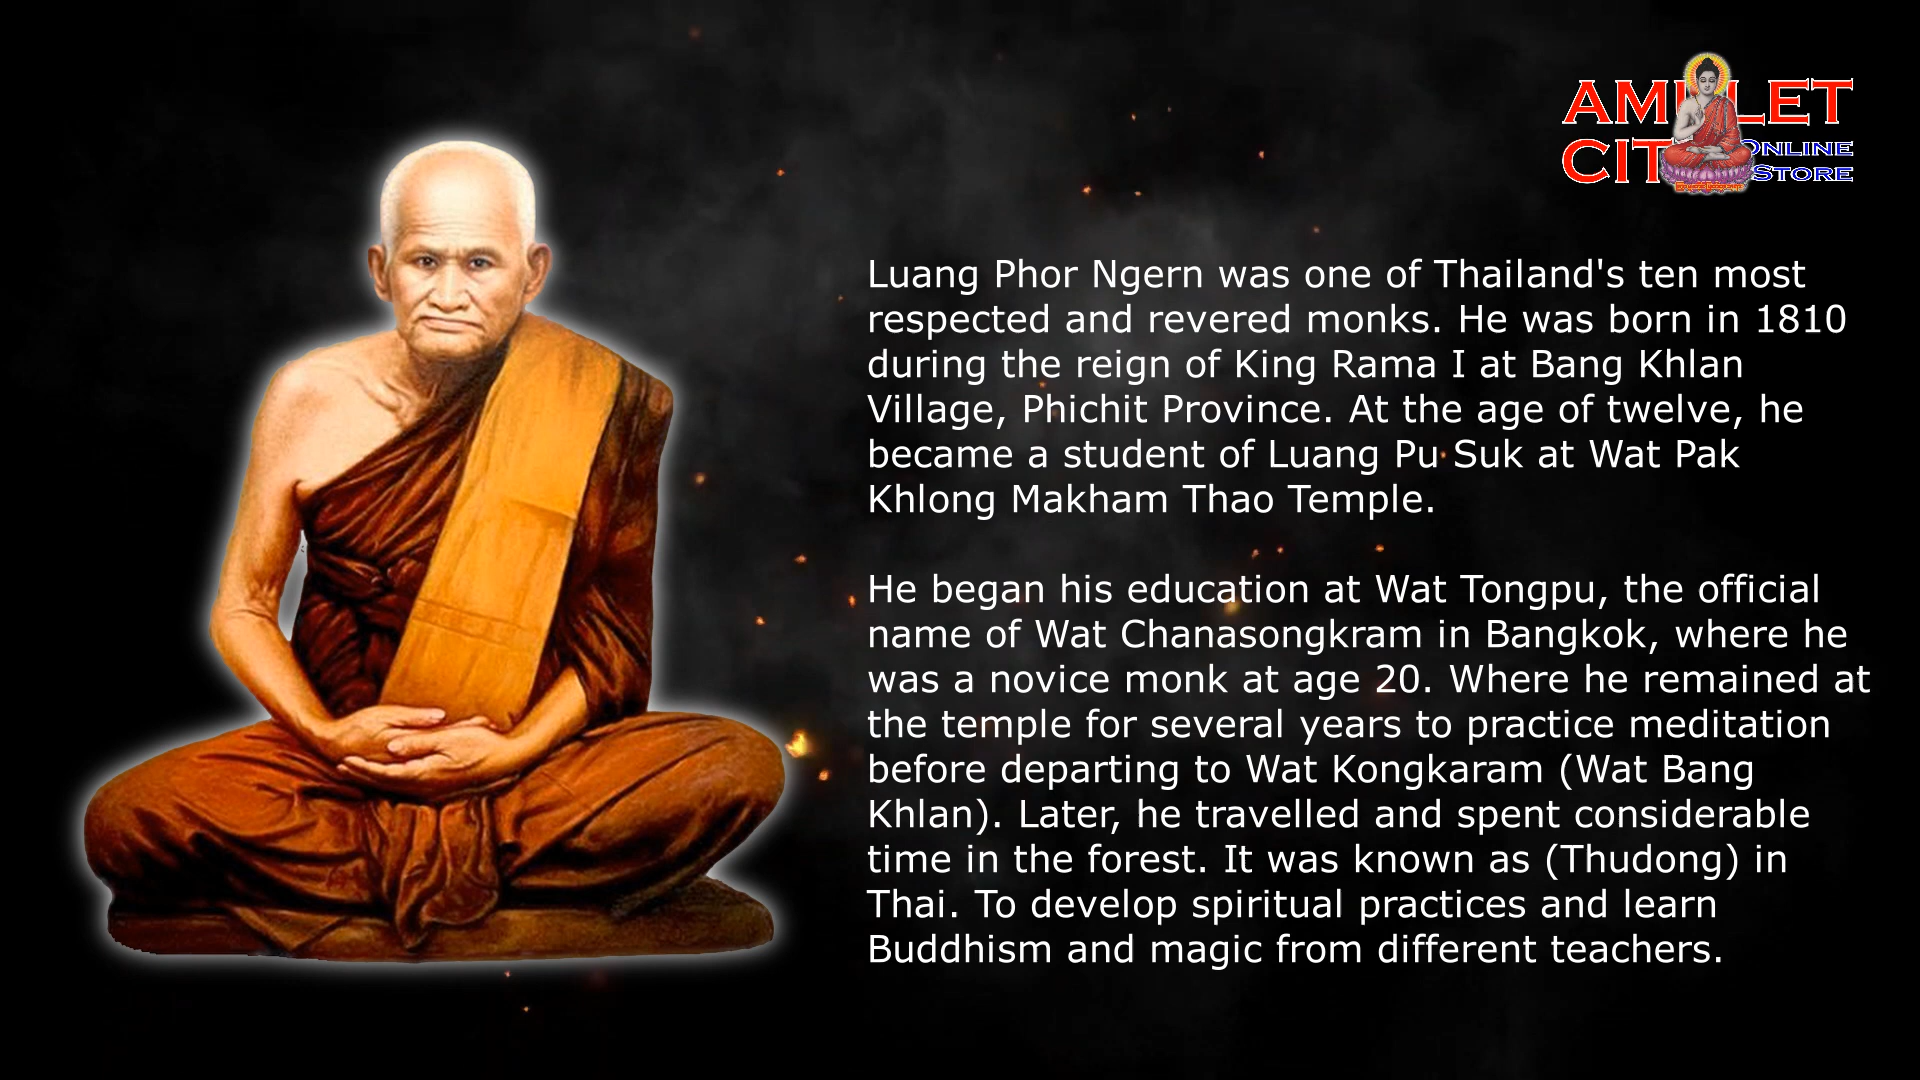 AMULET
CITY ONLINE
STORE
Luang Phor Ngern was one of Thailand's ten most
respected and revered monks. He was born in 1810
during the reign of King Rama I at Bang Khlan
Village, Phichit Province. At the age of twelve, he
became a student of Luang Pu Suk at Wat Pak
Khlong Makham Thao Temple.
He began his education at Wat Tongpu, the official
name of Wat Chanasongkram in Bangkok, where he
was a novice monk at age 20. Where he remained at
the temple for several years to practice meditation
before departing to Wat Kongkaram (Wat Bang
Khlan). Later, he travelled and spent considerable
time in the forest. It was known as (Thudong) in
Thai. To develop spiritual practices and learn
Buddhism and magic from different teachers.